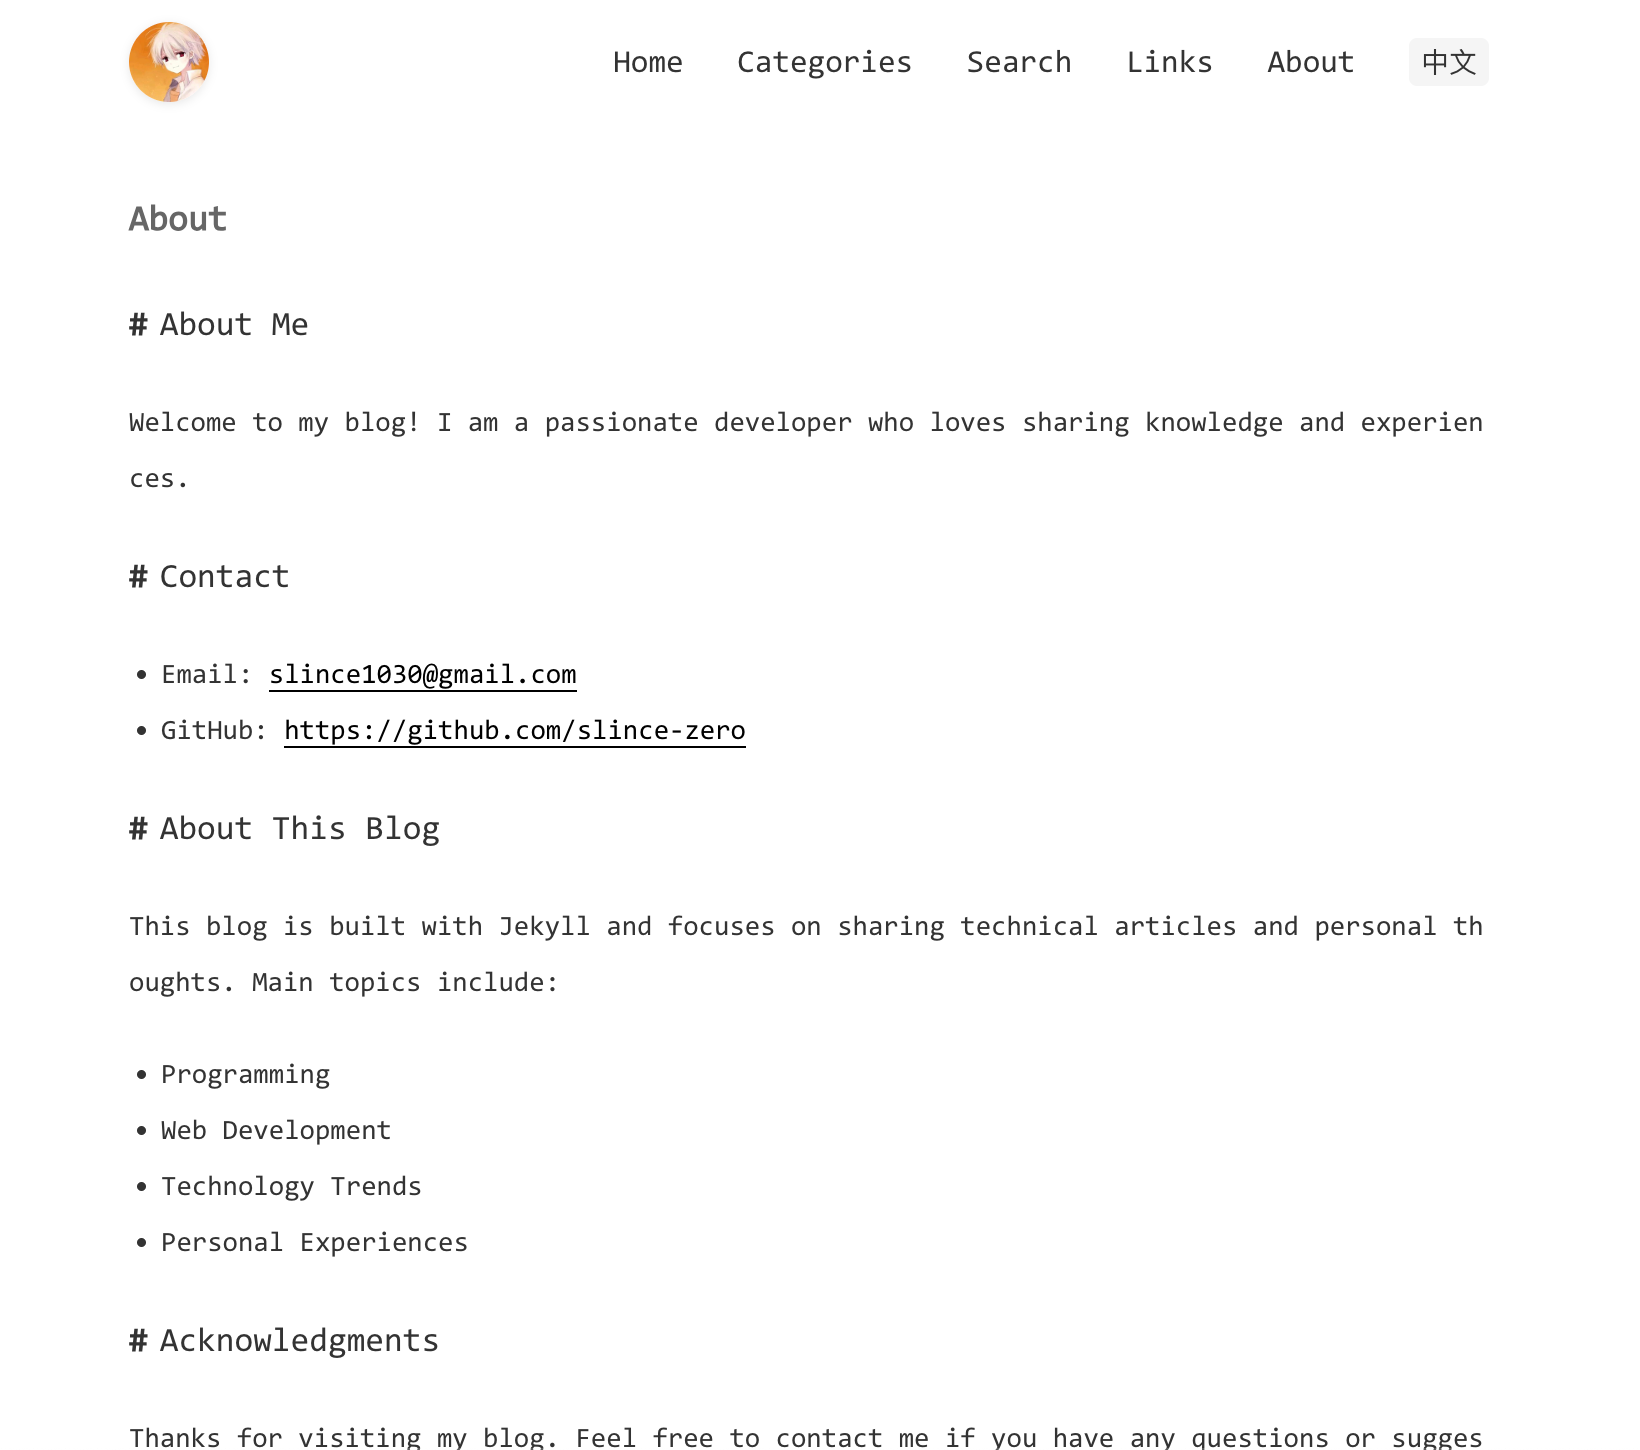 Home Categories Search Links About 中文
About
# About Me
Welcome to my blog! I am a passionate developer who loves sharing knowledge and experien
ces.
# Contact
• Email: slince1030@gmail.com
• GitHub: https://github.com/slince-zero
# About This Blog
This blog is built with Jekyll and focuses on sharing technical articles and personal th
oughts. Main topics include:
• Programming
• Web Development
• Technology Trends
• Personal Experiences
# Acknowledgments
Thanks for visiting my blog. Feel free to contact me if you have any questions or sugges